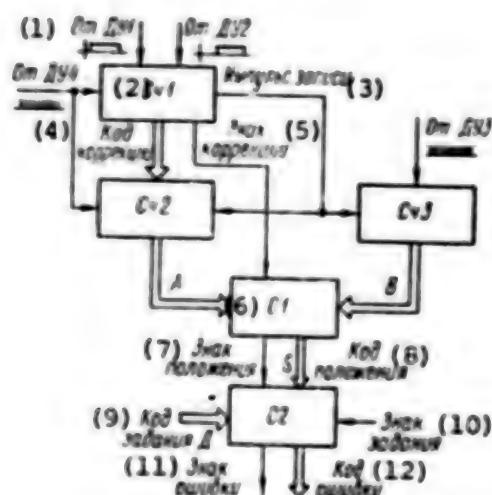 (1) От ДУ1 От ДУ2
От ДУ4 (2) Сч1 Импульс записи (3)
(4) Код коррекции Знак коррекции (5) От ДУ3
Сч2 Сч3
A B
(6) С1
(7) Знак положения S Код положения (8)
(9) Код задания Д С2 Знак задания (10)
(11) Знак ошибки Код ошибки (12)